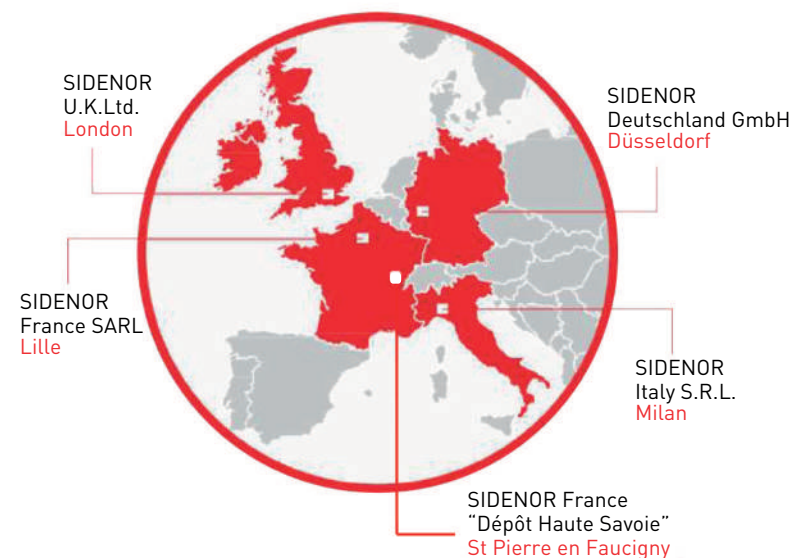 SIDENOR
U.K.Ltd.
London
SIDENOR
Deutschland GmbH
Düsseldorf
SIDENOR
France SARL
Lille
SIDENOR
Italy S.R.L.
Milan
SIDENOR France
“Dépôt Haute Savoie”
St Pierre en Faucigny